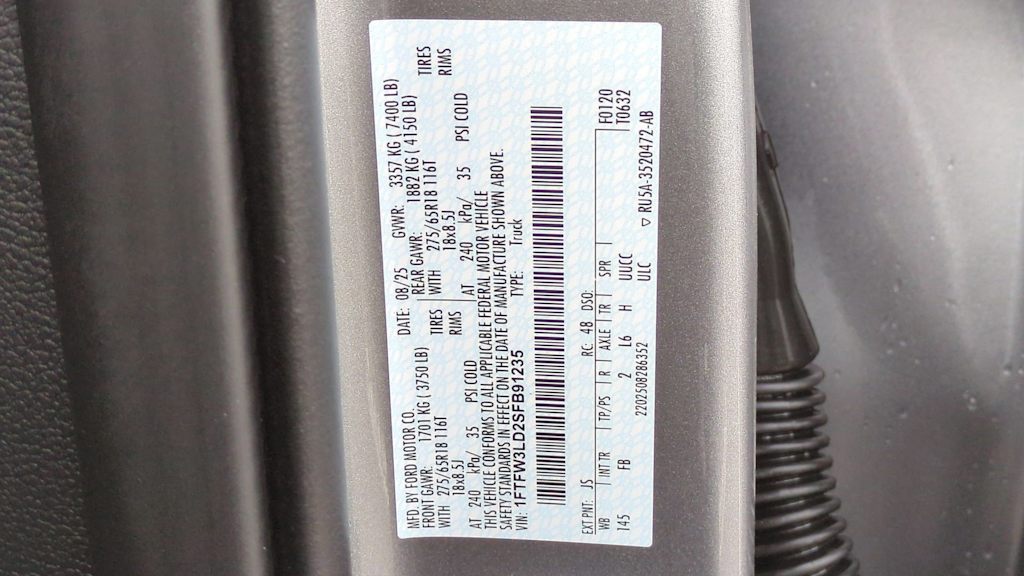 MFD. BY FORD MOTOR CO. DATE: 08/25 GVWR: 3357 KG ( 7400 LB)
FRONT GAWR: 1701 KG ( 3750 LB) REAR GAWR: 1882 KG ( 4150 LB)
WITH 275/65R18 116T TIRES WITH 275/65R18 116T TIRES
18x8.5J RIMS 18x8.5J RIMS
AT 240 kPa/ 35 PSI COLD AT 240 kPa/ 35 PSI COLD
THIS VEHICLE CONFORMS TO ALL APPLICABLE FEDERAL MOTOR VEHICLE
SAFETY STANDARDS IN EFFECT ON THE DATE OF MANUFACTURE SHOWN ABOVE.
VIN: 1FTFW3LD2SFB91235 TYPE: Truck
EXT PNT: JS RC: 48 DSO: F0120
WB INTTR TP/PS R AXLE TR SPR T0632
145 FB 2 L6 H UUCC
2202508286352 ULC ▽ RU5A-3520472-AB